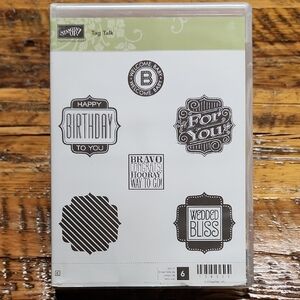 STAMPIN' UP!
Tag Talk
WELCOME BABY
B
WELCOME BABY
HAPPY
BIRTHDAY
TO YOU
For
You
BRAVO
CONGRATS
HOORAY
WAY TO GO!
WEDDED
BLISS
6